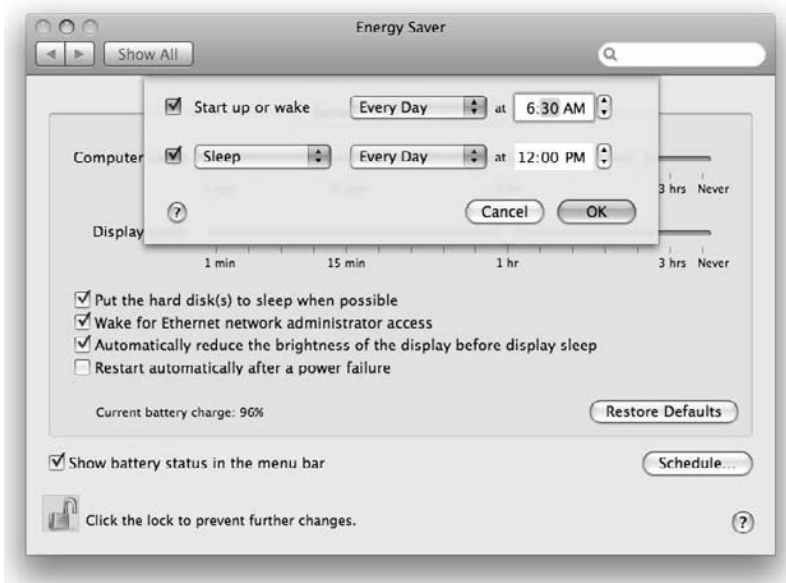 Energy Saver
Show All
Start up or wake Every Day at 6:30 AM
Computer Sleep Every Day at 12:00 PM
3 hrs Never
? Cancel OK
Display
1 min 15 min 1 hr 3 hrs Never
Put the hard disk(s) to sleep when possible
Wake for Ethernet network administrator access
Automatically reduce the brightness of the display before display sleep
Restart automatically after a power failure
Current battery charge: 96% Restore Defaults
Show battery status in the menu bar Schedule...
Click the lock to prevent further changes. ?